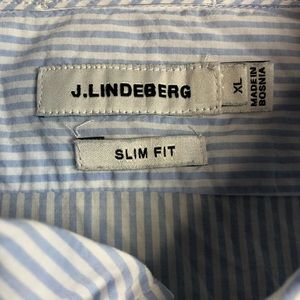 J.LINDEBERG
XL
MADE IN
BOSNIA
SLIM FIT